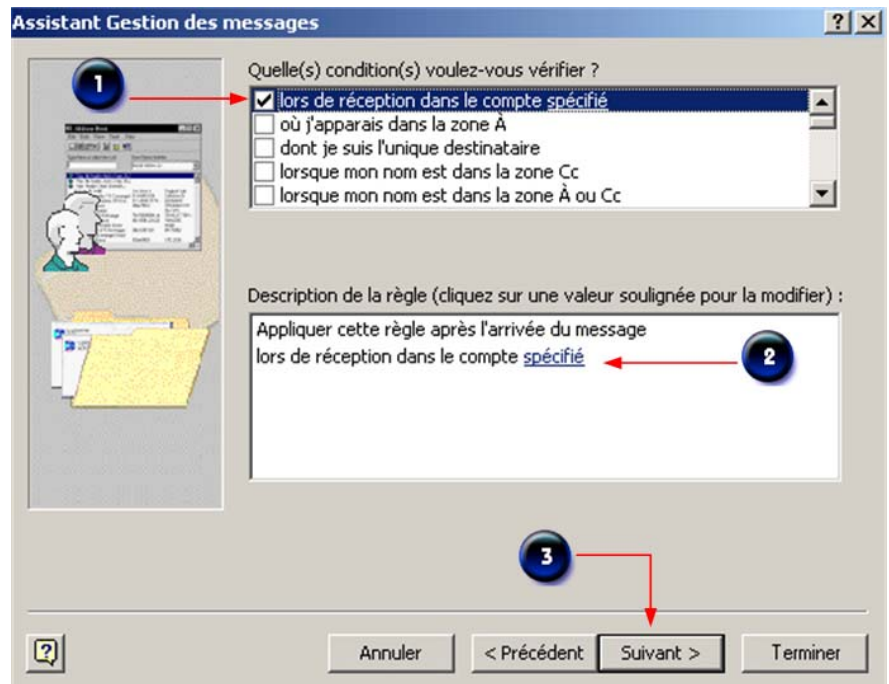 Assistant Gestion des messages
Quelle(s) condition(s) voulez-vous vérifier ?
1
lors de réception dans le compte spécifié
où j'apparais dans la zone À
dont je suis l'unique destinataire
lorsque mon nom est dans la zone Cc
lorsque mon nom est dans la zone À ou Cc
Description de la règle (cliquez sur une valeur soulignée pour la modifier) :
Appliquer cette règle après l'arrivée du message
lors de réception dans le compte spécifié
2
3
Annuler
< Précédent
Suivant >
Terminer